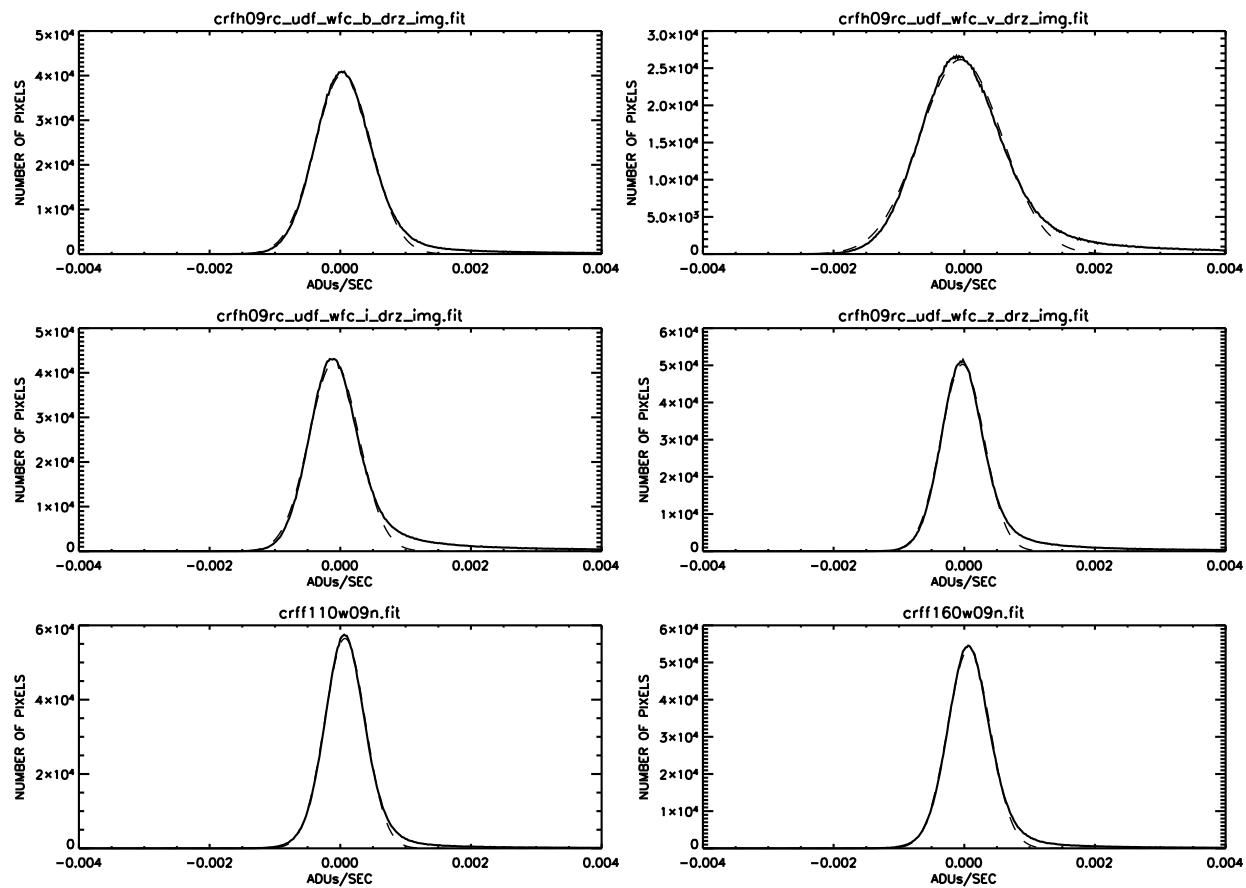 crfh09rc_udf_wfc_b_drz_img.fit
NUMBER OF PIXELS
5×10⁴
4×10⁴
3×10⁴
2×10⁴
1×10⁴
0
-0.004 -0.002 0.000 0.002 0.004
ADUs/SEC
crfh09rc_udf_wfc_v_drz_img.fit
NUMBER OF PIXELS
3.0×10⁴
2.5×10⁴
2.0×10⁴
1.5×10⁴
1.0×10⁴
5.0×10³
0
-0.004 -0.002 0.000 0.002 0.004
ADUs/SEC
crfh09rc_udf_wfc_i_drz_img.fit
NUMBER OF PIXELS
5×10⁴
4×10⁴
3×10⁴
2×10⁴
1×10⁴
0
-0.004 -0.002 0.000 0.002 0.004
ADUs/SEC
crfh09rc_udf_wfc_z_drz_img.fit
NUMBER OF PIXELS
6×10⁴
5×10⁴
4×10⁴
3×10⁴
2×10⁴
1×10⁴
0
-0.004 -0.002 0.000 0.002 0.004
ADUs/SEC
crff110w09n.fit
NUMBER OF PIXELS
6×10⁴
4×10⁴
2×10⁴
0
-0.004 -0.002 0.000 0.002 0.004
ADUs/SEC
crff160w09n.fit
NUMBER OF PIXELS
6×10⁴
5×10⁴
4×10⁴
3×10⁴
2×10⁴
1×10⁴
0
-0.004 -0.002 0.000 0.002 0.004
ADUs/SEC